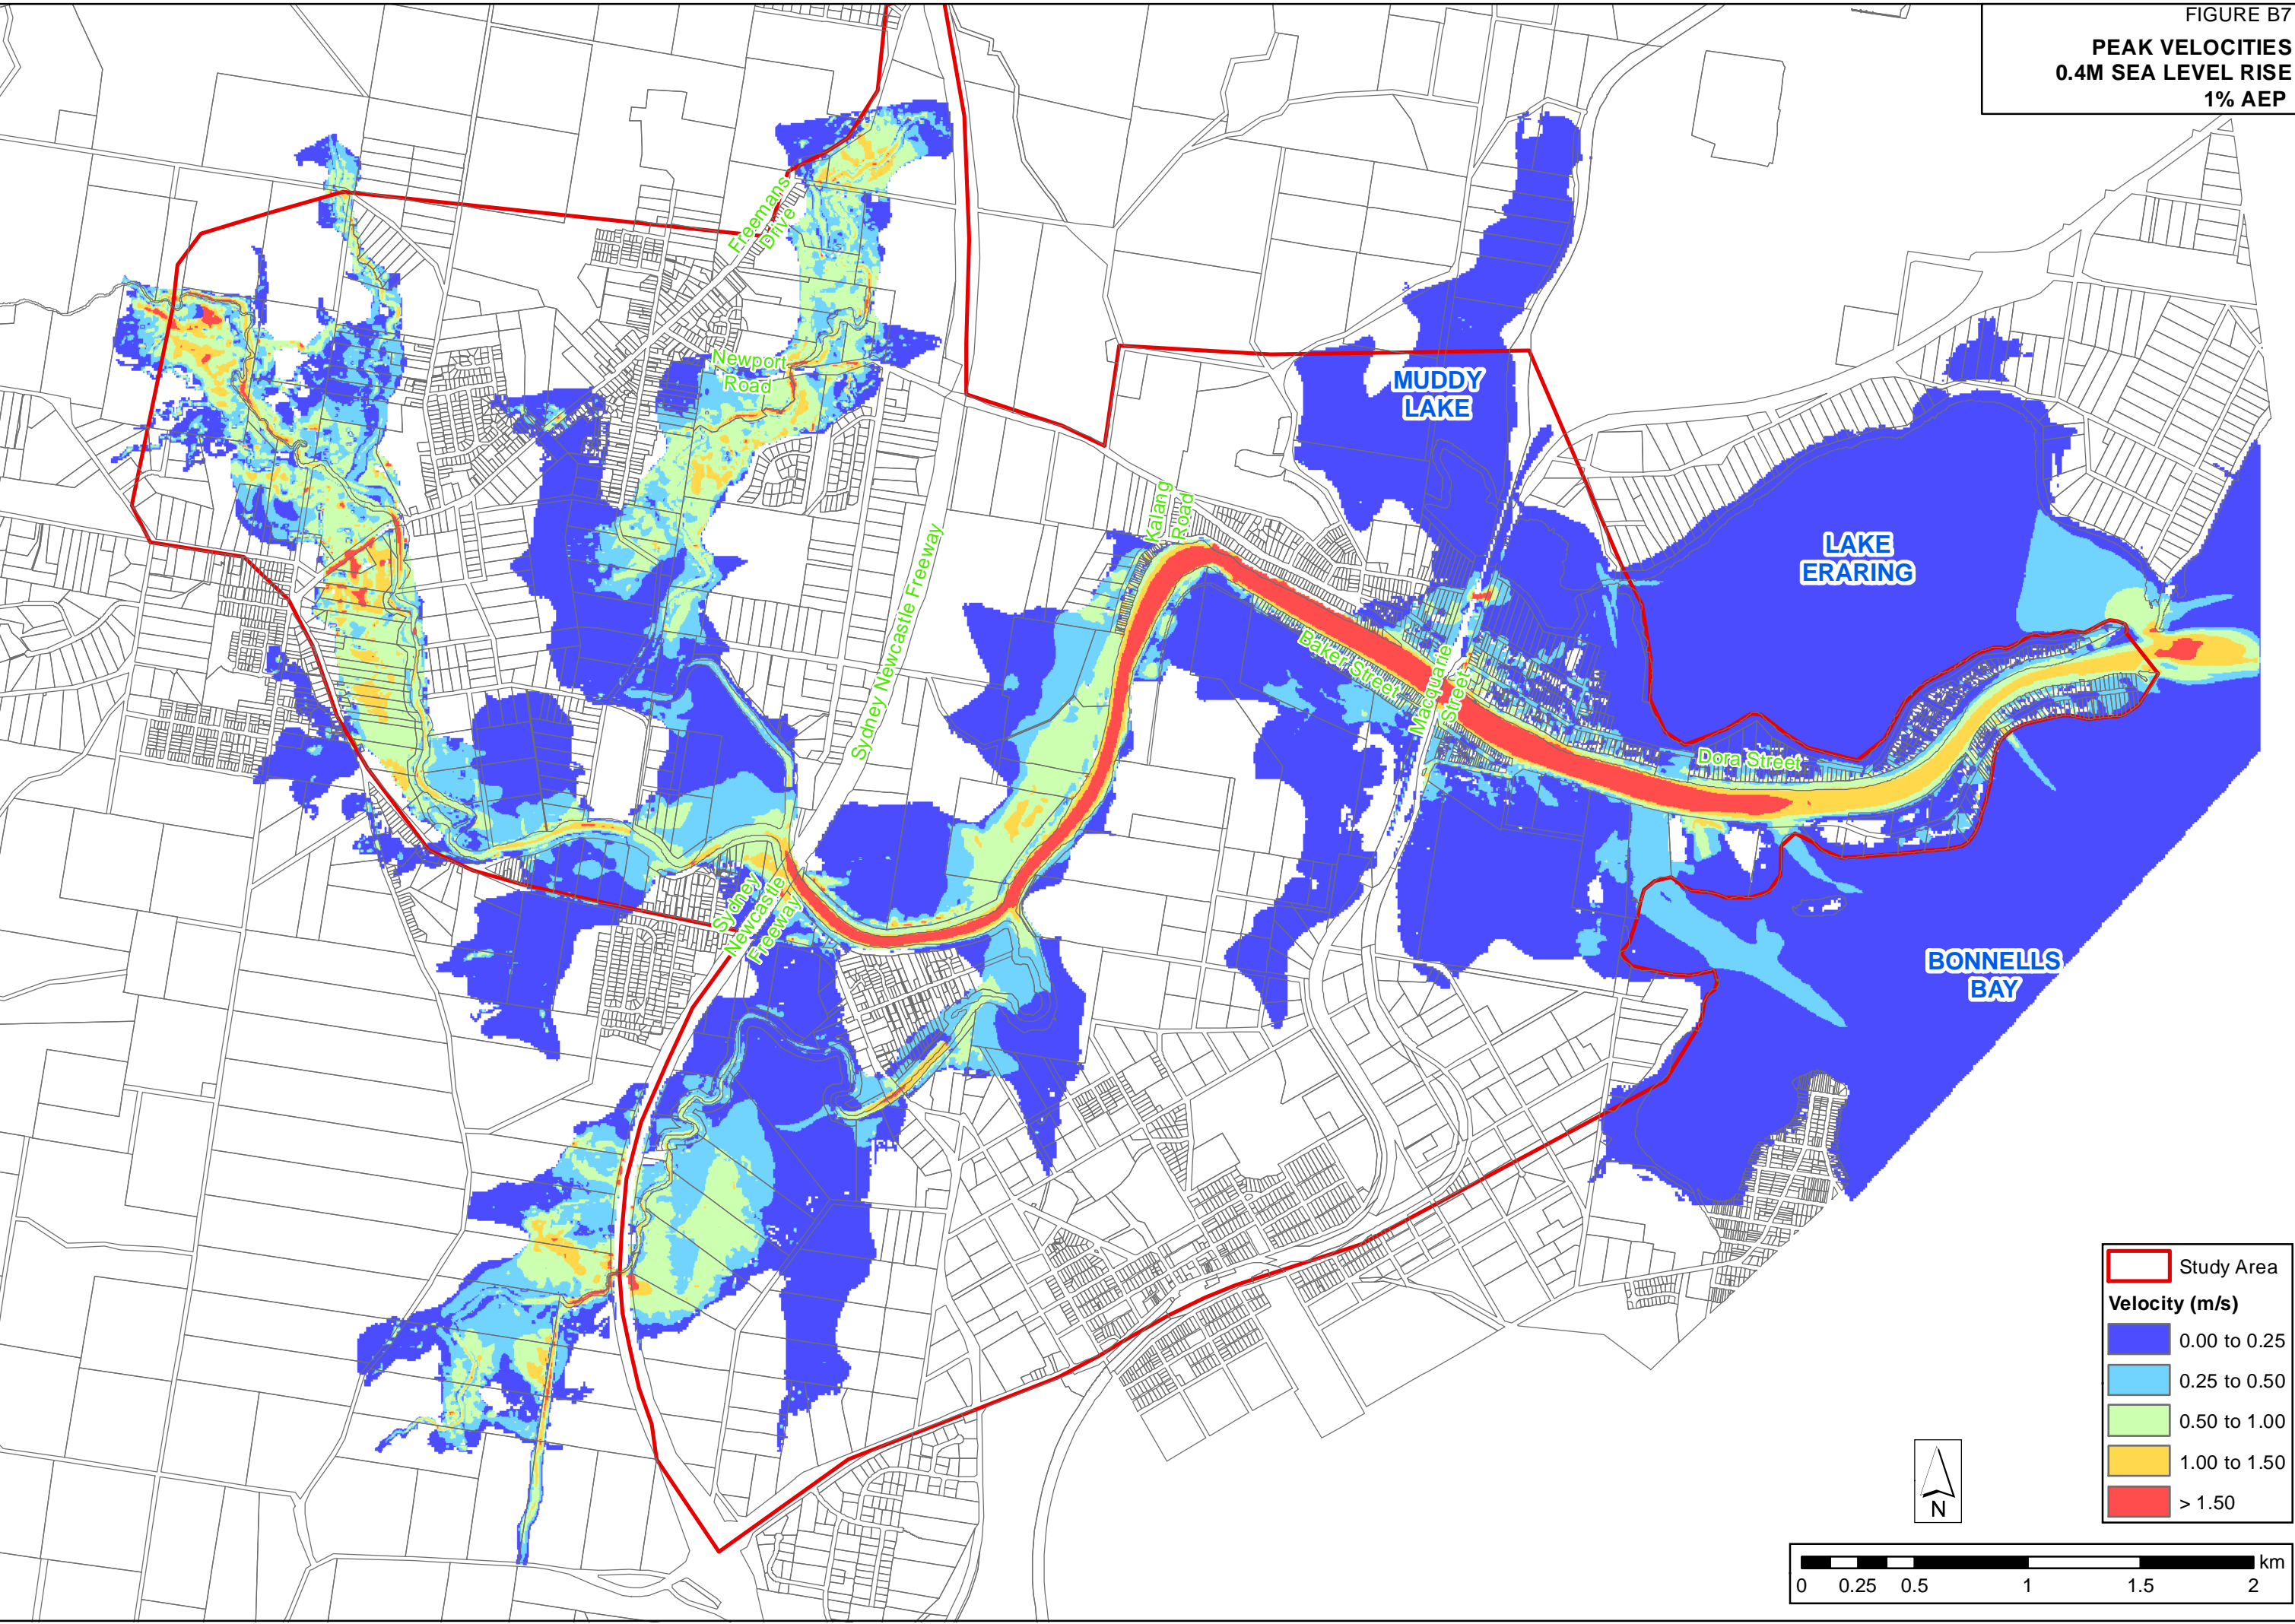 FIGURE B7
PEAK VELOCITIES
0.4M SEA LEVEL RISE
1% AEP
Freemans
Drive
Newport
Road
MUDDY
LAKE
Kalang
Road
LAKE
ERARING
Sydney Newcastle Freeway
Baker Street
Macquarie
Street
Dora Street
Sydney
Newcastle
Freeway
BONNELLS
BAY
Study Area
Velocity (m/s)
0.00 to 0.25
0.25 to 0.50
0.50 to 1.00
1.00 to 1.50
> 1.50
N
km
0 0.25 0.5 1 1.5 2